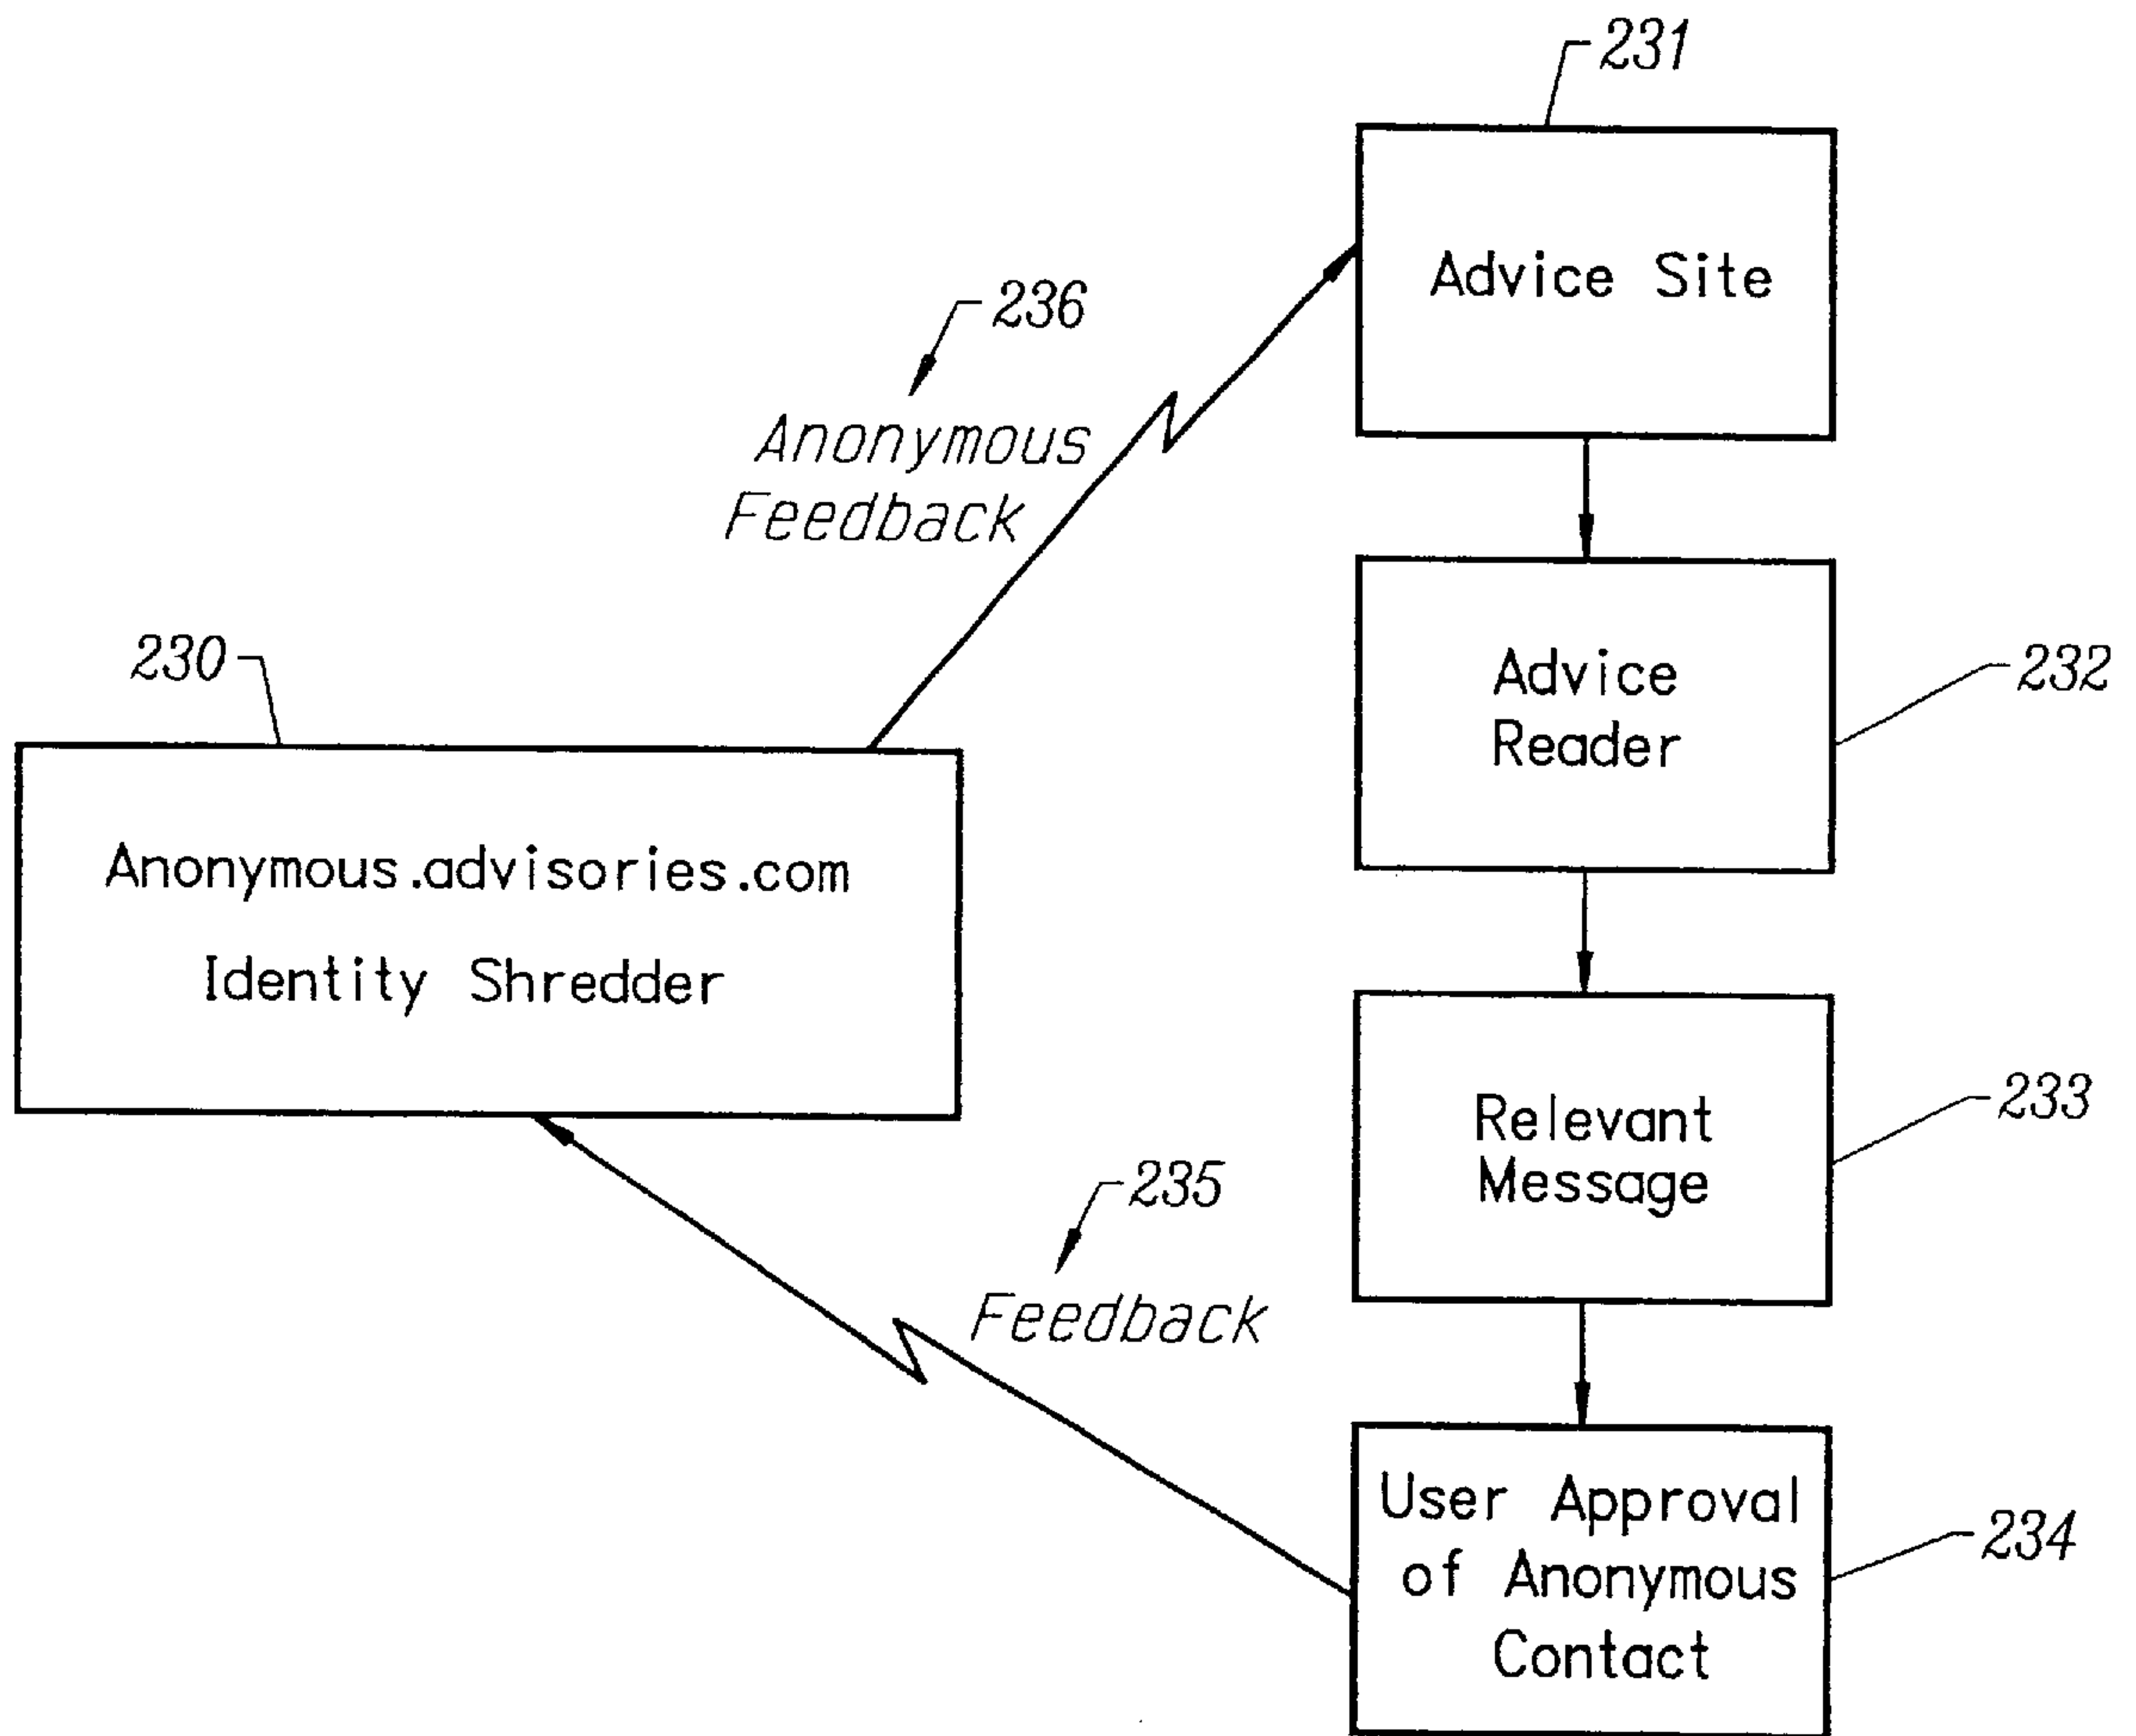 231
Advice Site
236
Anonymous
Feedback
230
Anonymous.advisories.com
Identity Shredder
Advice
Reader
232
Relevant
Message
233
235
Feedback
User Approval
of Anonymous
Contact
234